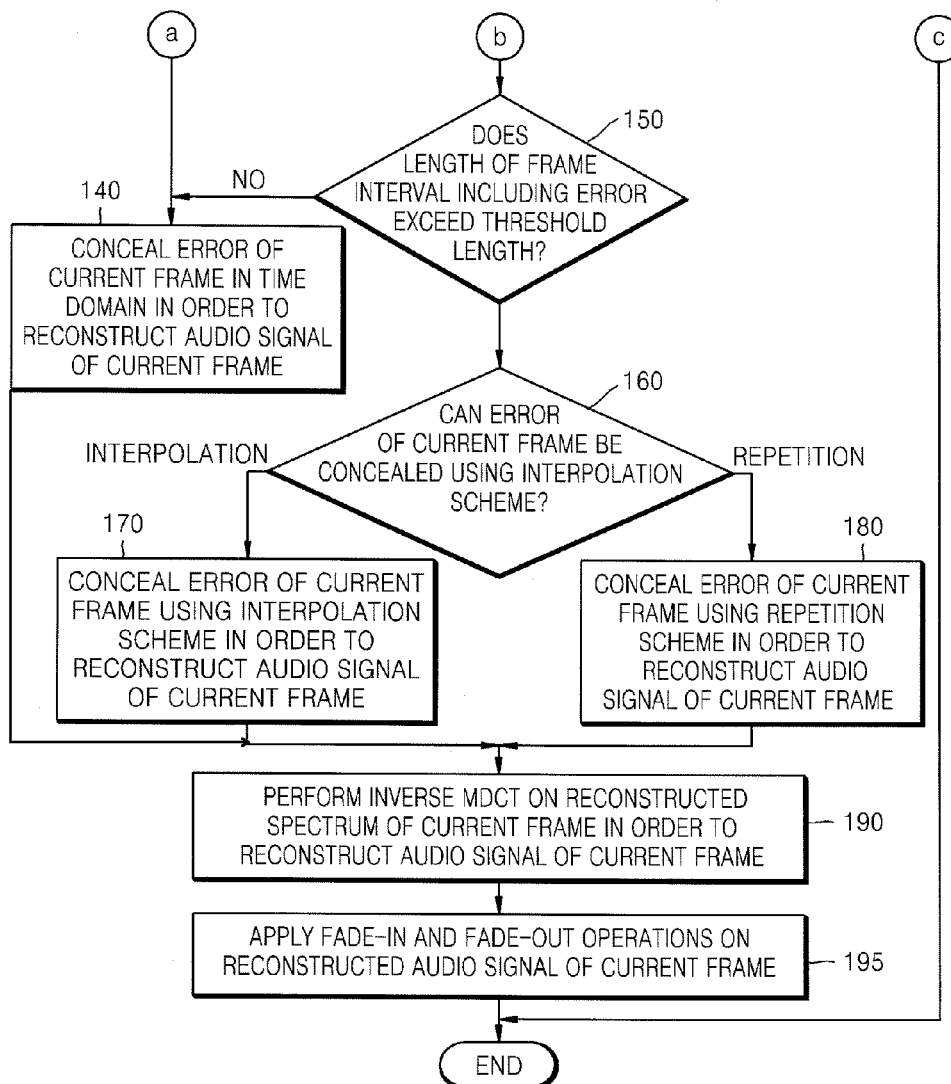 a
b
c
150
DOES
LENGTH OF FRAME
INTERVAL INCLUDING ERROR
EXCEED THRESHOLD
LENGTH?
NO
140
CONCEAL ERROR OF
CURRENT FRAME IN TIME
DOMAIN IN ORDER TO
RECONSTRUCT AUDIO SIGNAL
OF CURRENT FRAME
160
CAN ERROR
OF CURRENT FRAME BE
CONCEALED USING INTERPOLATION
SCHEME?
INTERPOLATION
REPETITION
170
CONCEAL ERROR OF CURRENT
FRAME USING INTERPOLATION
SCHEME IN ORDER TO
RECONSTRUCT AUDIO SIGNAL
OF CURRENT FRAME
180
CONCEAL ERROR OF CURRENT
FRAME USING REPETITION
SCHEME IN ORDER TO
RECONSTRUCT AUDIO
SIGNAL OF CURRENT FRAME
PERFORM INVERSE MDCT ON RECONSTRUCTED
SPECTRUM OF CURRENT FRAME IN ORDER TO
RECONSTRUCT AUDIO SIGNAL OF CURRENT FRAME
190
APPLY FADE-IN AND FADE-OUT OPERATIONS ON
RECONSTRUCTED AUDIO SIGNAL OF CURRENT FRAME
195
END